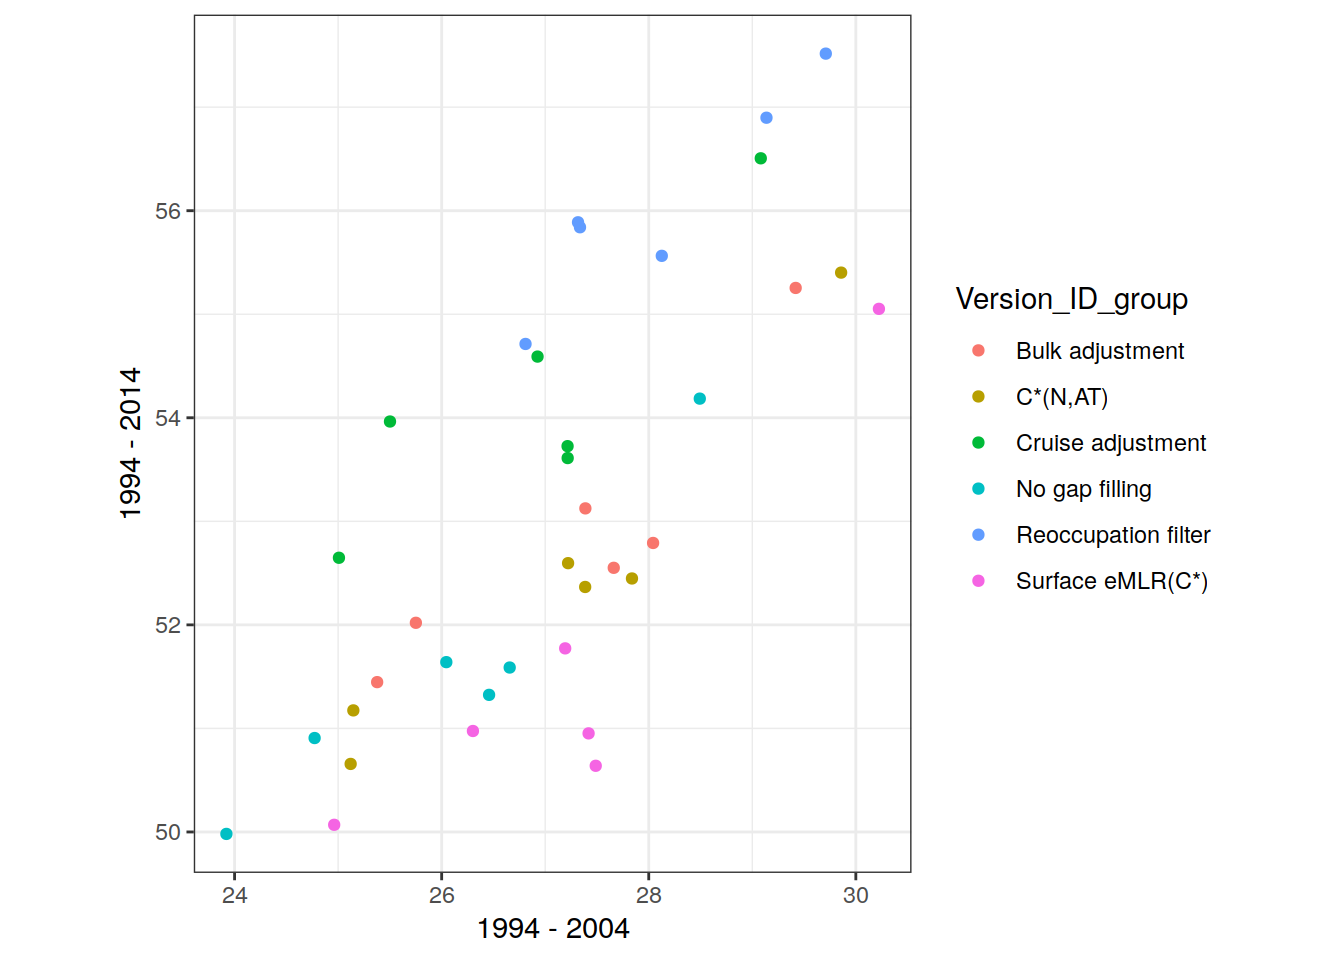 56
54
52
50
24 26 28 30
1994 - 2004
1994 - 2014
Version_ID_group
Bulk adjustment
C*(N,AT)
Cruise adjustment
No gap filling
Reoccupation filter
Surface eMLR(C*)